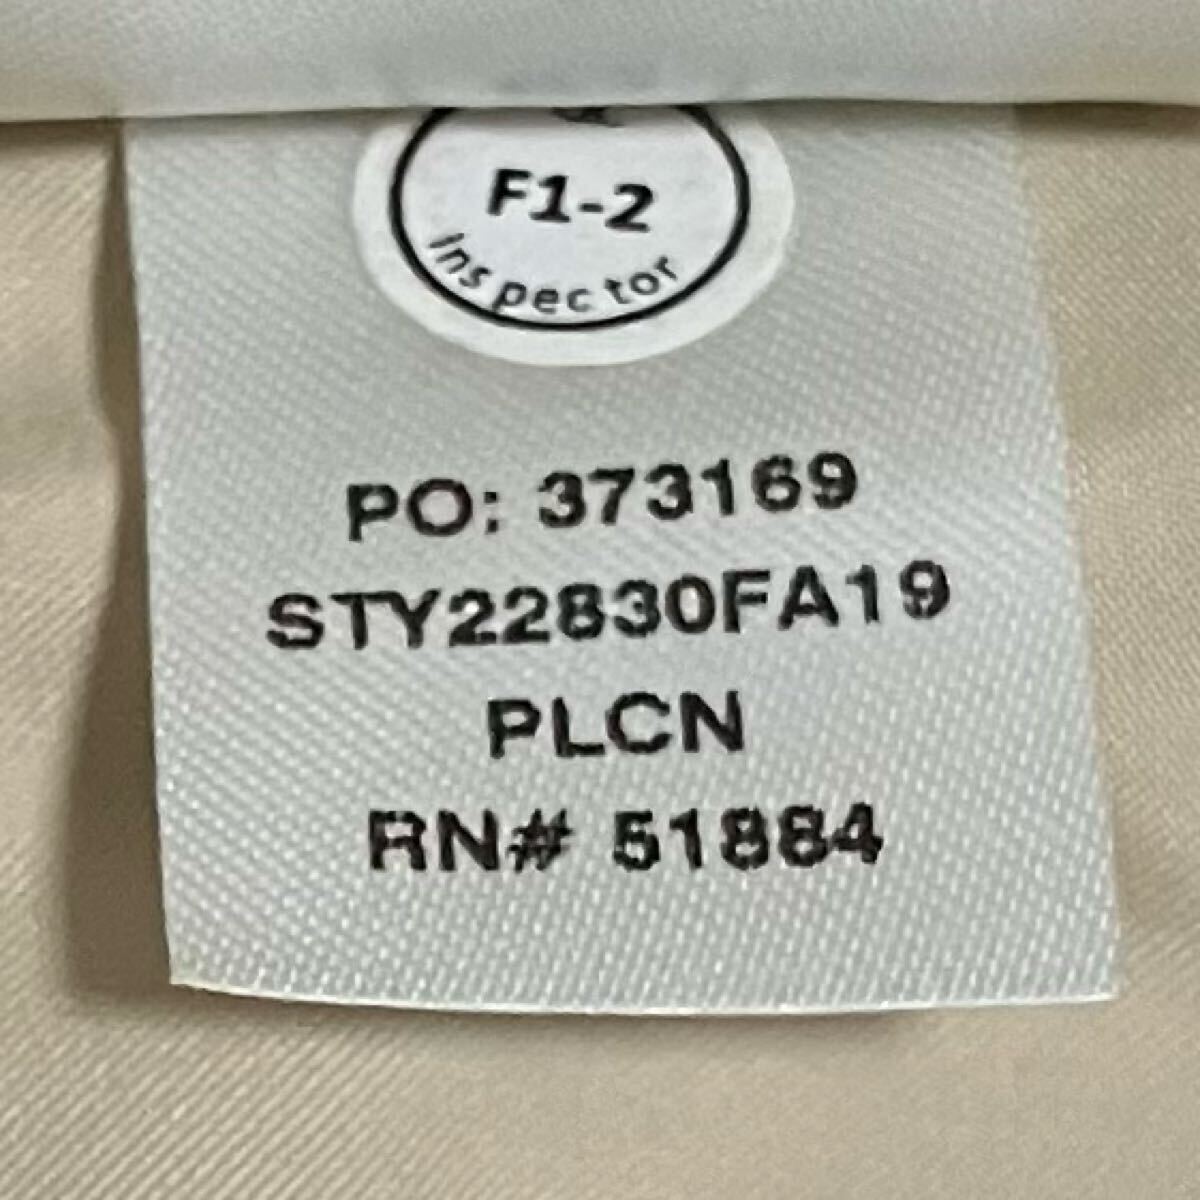 F1-2
Inspector
PO: 373169
STY22830FA19
PLCN
RN# 51884